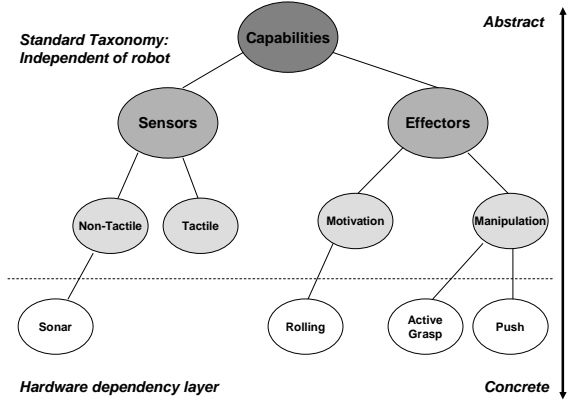 Abstract
Standard Taxonomy:
Independent of robot
Capabilities
Sensors
Effectors
Non-Tactile
Tactile
Motivation
Manipulation
Sonar
Rolling
Active
Grasp
Push
Hardware dependency layer
Concrete